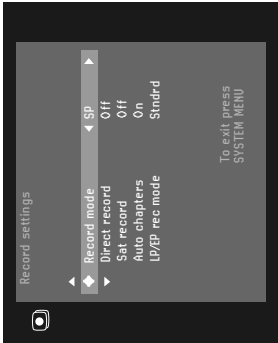 Record settings
Record mode SP
Direct record Off
Sat record Off
Auto chapters On
LP/EP rec mode Stndrd
To exit press
SYSTEM MENU